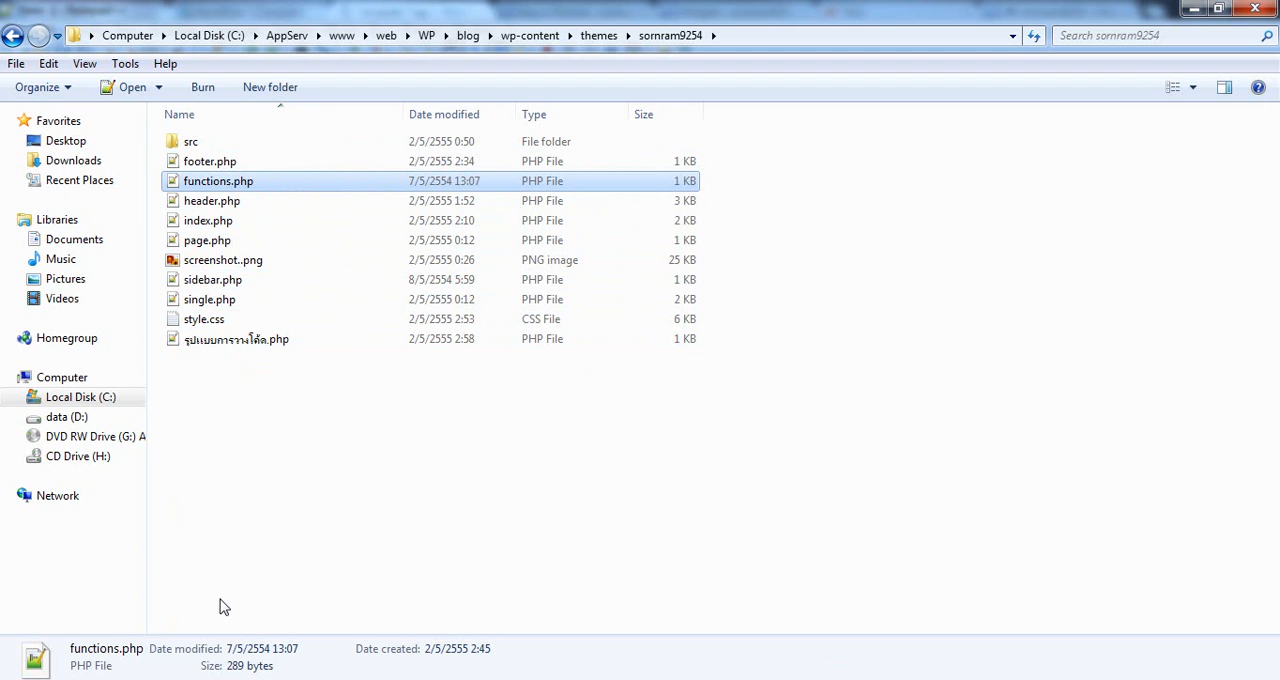 Computer Local Disk (C:) AppServ www web WP blog wp-content themes sornram9254 Search sornram9254
File Edit View Tools Help
Organize Open Burn New folder
Name Date modified Type Size
Favorites
Desktop
Downloads
Recent Places
Libraries
Documents
Music
Pictures
Videos
Homegroup
Computer
Local Disk (C:)
data (D:)
DVD RW Drive (G:) A
CD Drive (H:)
Network
src 2/5/2555 0:50 File folder
footer.php 2/5/2555 2:34 PHP File 1 KB
functions.php 7/5/2554 13:07 PHP File 1 KB
header.php 2/5/2555 1:52 PHP File 3 KB
index.php 2/5/2555 2:10 PHP File 2 KB
page.php 2/5/2555 0:12 PHP File 1 KB
screenshot..png 2/5/2555 0:26 PNG image 25 KB
sidebar.php 8/5/2554 5:59 PHP File 1 KB
single.php 2/5/2555 0:12 PHP File 2 KB
style.css 2/5/2555 2:53 CSS File 6 KB
รูปแบบการวางโค้ด.php 2/5/2555 2:58 PHP File 1 KB
functions.php Date modified: 7/5/2554 13:07 Date created: 2/5/2555 2:45
PHP File Size: 289 bytes